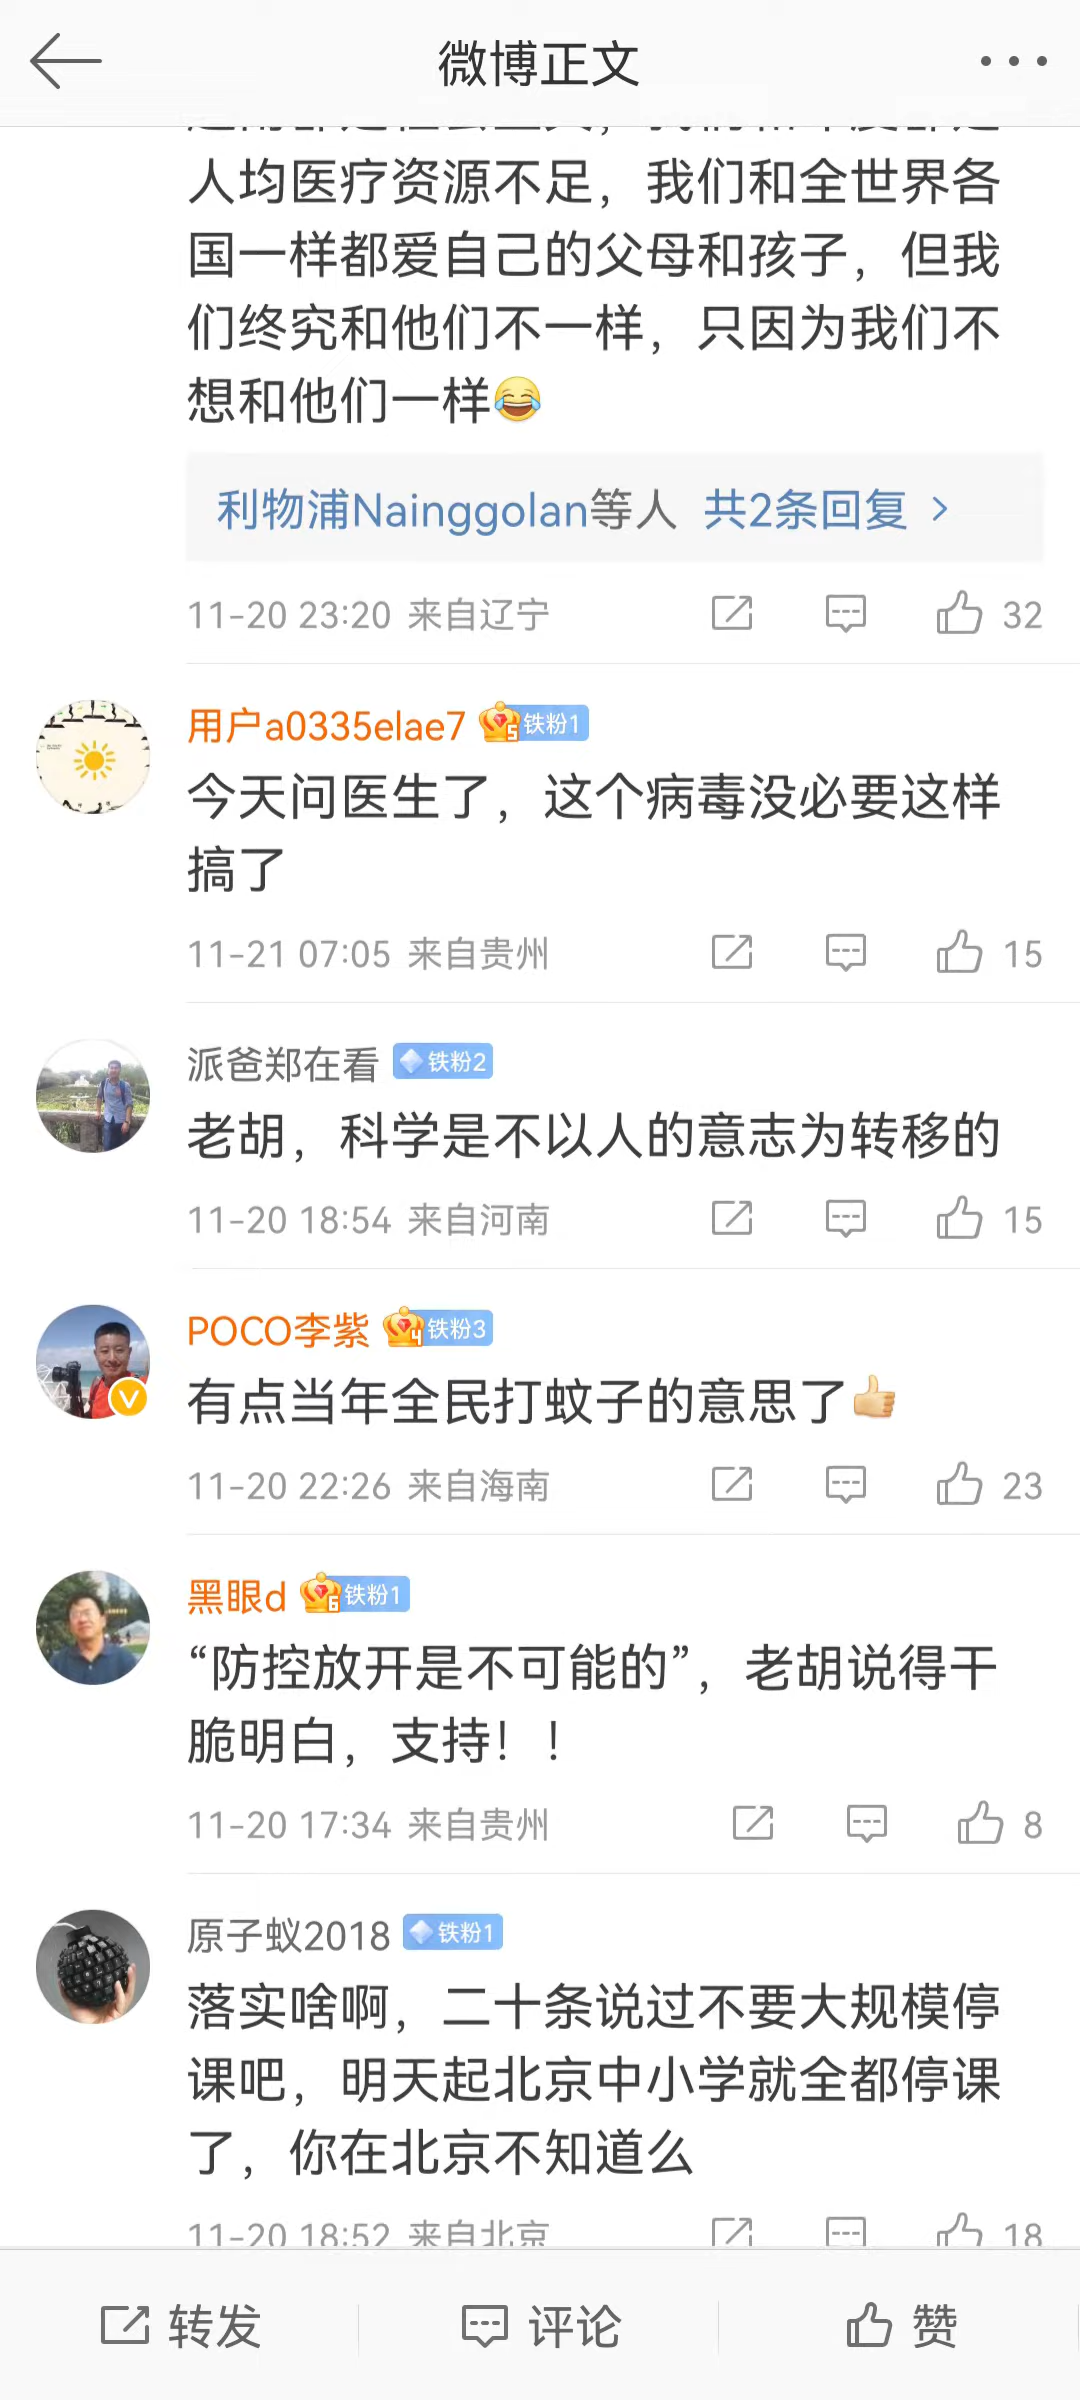 微博正文
人均医疗资源不足，我们和全世界各
国一样都爱自己的父母和孩子，但我
们终究和他们不一样，只因为我们不
想和他们一样😂
利物浦Nainggolan等人 共2条回复 >
11-20 23:20 来自辽宁 32
用户a0335elae7 5 铁粉1
今天问医生了，这个病毒没必要这样
搞了
11-21 07:05 来自贵州 15
派爸郑在看 铁粉2
老胡，科学是不以人的意志为转移的
11-20 18:54 来自河南 15
POCO李紫 4 铁粉3
有点当年全民打蚊子的意思了👍
11-20 22:26 来自海南 23
黑眼d 6 铁粉1
“防控放开是不可能的”，老胡说得干
脆明白，支持！！
11-20 17:34 来自贵州 8
原子蚁2018 铁粉1
落实啥啊，二十条说过不要大规模停
课吧，明天起北京中小学就全都停课
了，你在北京不知道么
11-20 18:52 来自北京 18
转发 评论 赞